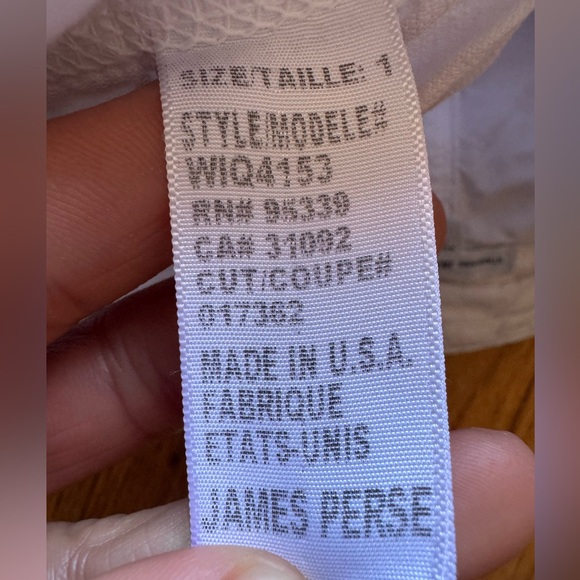 SIZE/TAILLE: 1
STYLE/MODELE#
WIQ4153
RN# 95339
CA# 31002
CUT/COUPE#
017362
MADE IN U.S.A.
FABRIQUE
ETATS-UNIS
JAMES PERSE